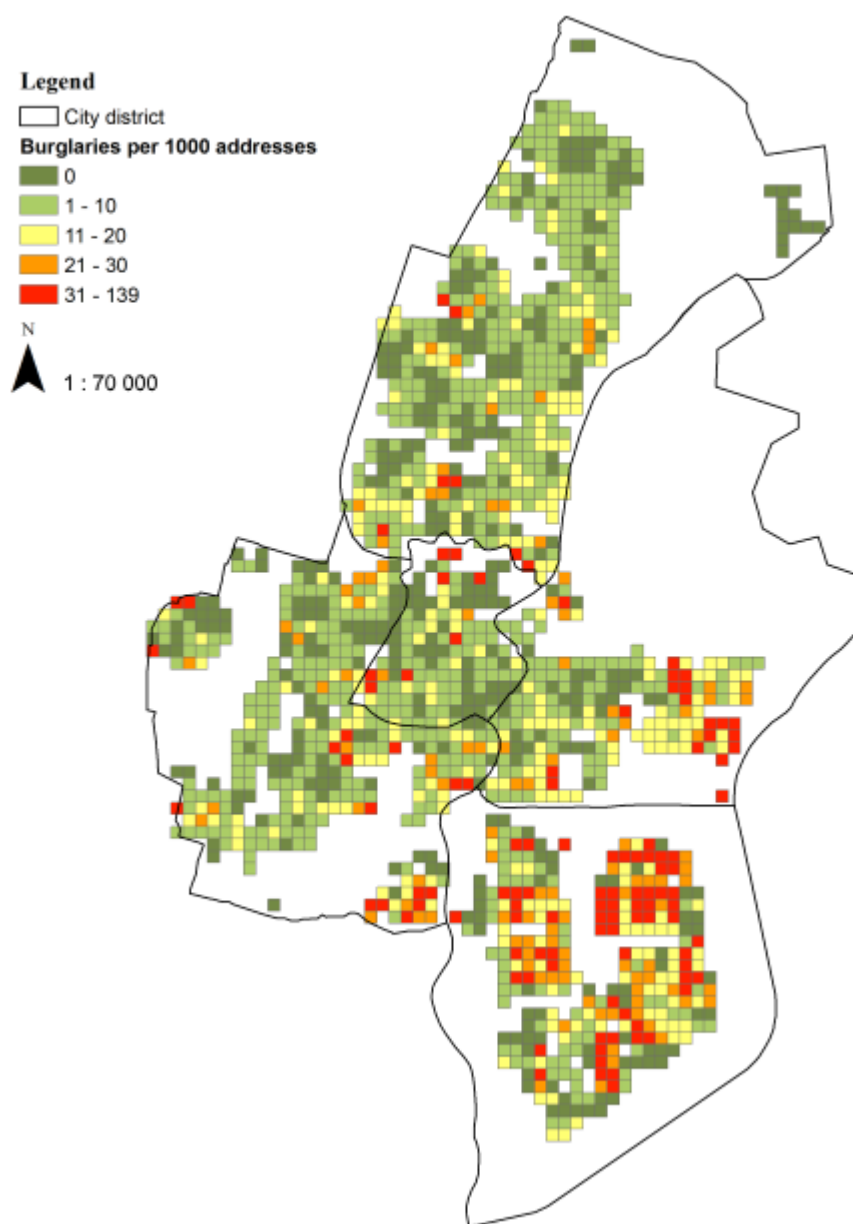 Legend
City district
Burglaries per 1000 addresses
0
1 - 10
11 - 20
21 - 30
31 - 139
N
1 : 70 000